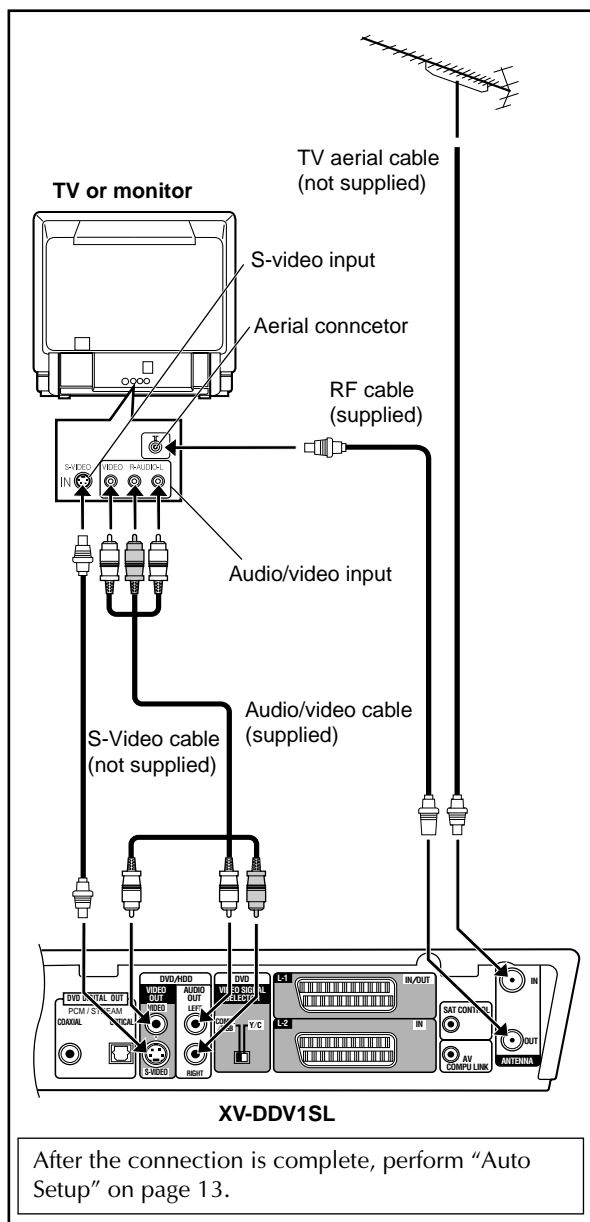 TV aerial cable
(not supplied)
TV or monitor
S-video input
Aerial conncetor
RF cable
(supplied)
S-VIDEO
VIDEO
R-AUDIO-L
IN
Audio/video input
Audio/video cable
(supplied)
S-Video cable
(not supplied)
DVD/HDD
DVD
L-1
IN/OUT
IN
DVD DIGITAL OUT
VIDEO
OUT
AUDIO
OUT
VIDEO SIGNAL
SELECTOR
PCM / STREAM
VIDEO
LEFT
SAT CONTROL
COAXIAL
OPTICAL
Y/C
L-2
IN
OUT
AV
COMPU LINK
ANTENNA
S-VIDEO
RIGHT
XV-DDV1SL
After the connection is complete, perform “Auto
Setup” on page 13.